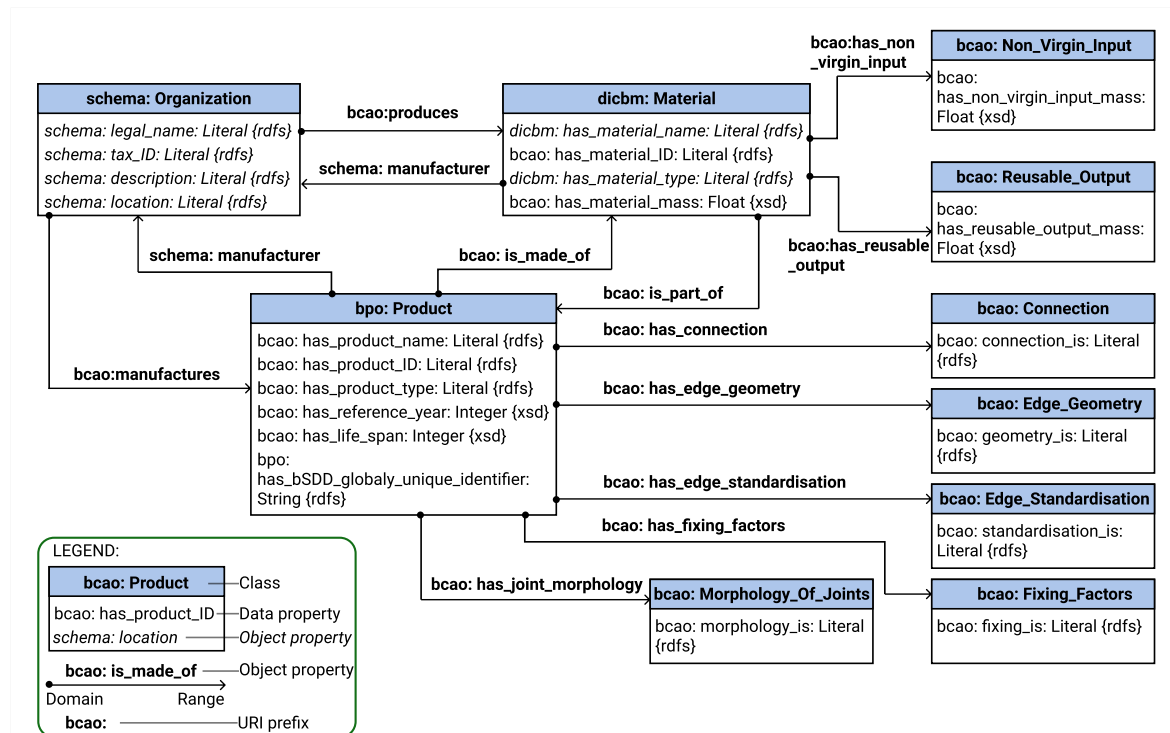 schema: Organization
schema: legal_name: Literal {rdfs}
schema: tax_ID: Literal {rdfs}
schema: description: Literal {rdfs}
schema: location: Literal {rdfs}
bcao:produces
schema: manufacturer
dicbm: Material
dicbm: has_material_name: Literal {rdfs}
bcao: has_material_ID: Literal {rdfs}
dicbm: has_material_type: Literal {rdfs}
bcao: has_material_mass: Float {xsd}
bcao:has_non
_virgin_input
bcao: Non_Virgin_Input
bcao:
has_non_virgin_input_mass:
Float {xsd}
bcao:has_reusable
_output
bcao: Reusable_Output
bcao:
has_reusable_output_mass:
Float {xsd}
schema: manufacturer
bcao: is_made_of
bcao: is_part_of
bcao:manufactures
bpo: Product
bcao: has_product_name: Literal {rdfs}
bcao: has_product_ID: Literal {rdfs}
bcao: has_product_type: Literal {rdfs}
bcao: has_reference_year: Integer {xsd}
bcao: has_life_span: Integer {xsd}
bpo:
has_bSDD_globaly_unique_identifier:
String {rdfs}
bcao: has_connection
bcao: Connection
bcao: connection_is: Literal
{rdfs}
bcao: has_edge_geometry
bcao: Edge_Geometry
bcao: geometry_is: Literal
{rdfs}
bcao: has_edge_standardisation
bcao: Edge_Standardisation
bcao: standardisation_is:
Literal {rdfs}
bcao: has_fixing_factors
bcao: Fixing_Factors
bcao: fixing_is: Literal {rdfs}
bcao: has_joint_morphology
bcao: Morphology_Of_Joints
bcao: morphology_is: Literal
{rdfs}
LEGEND:
bcao: Product
Class
bcao: has_product_ID
Data property
schema: location
Object property
bcao: is_made_of
Object property
Domain
Range
bcao:
URI prefix